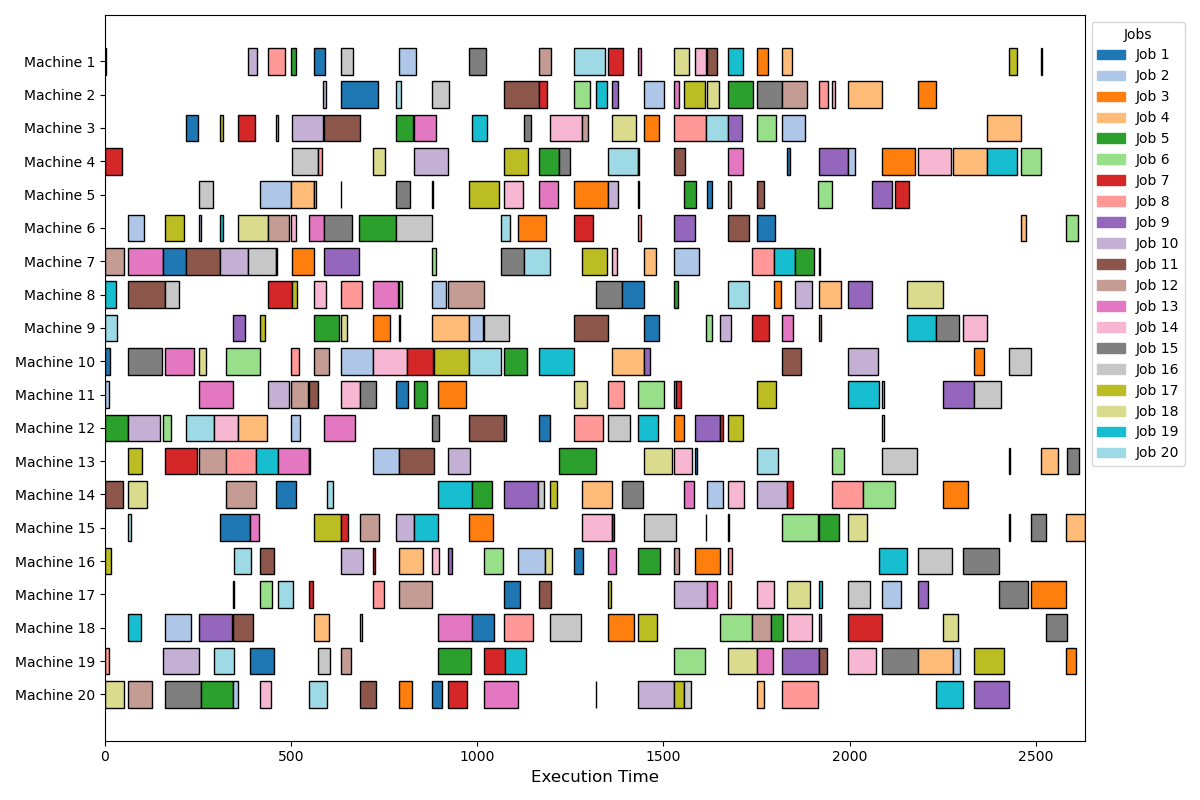 Machine 1
Machine 2
Machine 3
Machine 4
Machine 5
Machine 6
Machine 7
Machine 8
Machine 9
Machine 10
Machine 11
Machine 12
Machine 13
Machine 14
Machine 15
Machine 16
Machine 17
Machine 18
Machine 19
Machine 20
0 500 1000 1500 2000 2500
Execution Time
Jobs
Job 1
Job 2
Job 3
Job 4
Job 5
Job 6
Job 7
Job 8
Job 9
Job 10
Job 11
Job 12
Job 13
Job 14
Job 15
Job 16
Job 17
Job 18
Job 19
Job 20